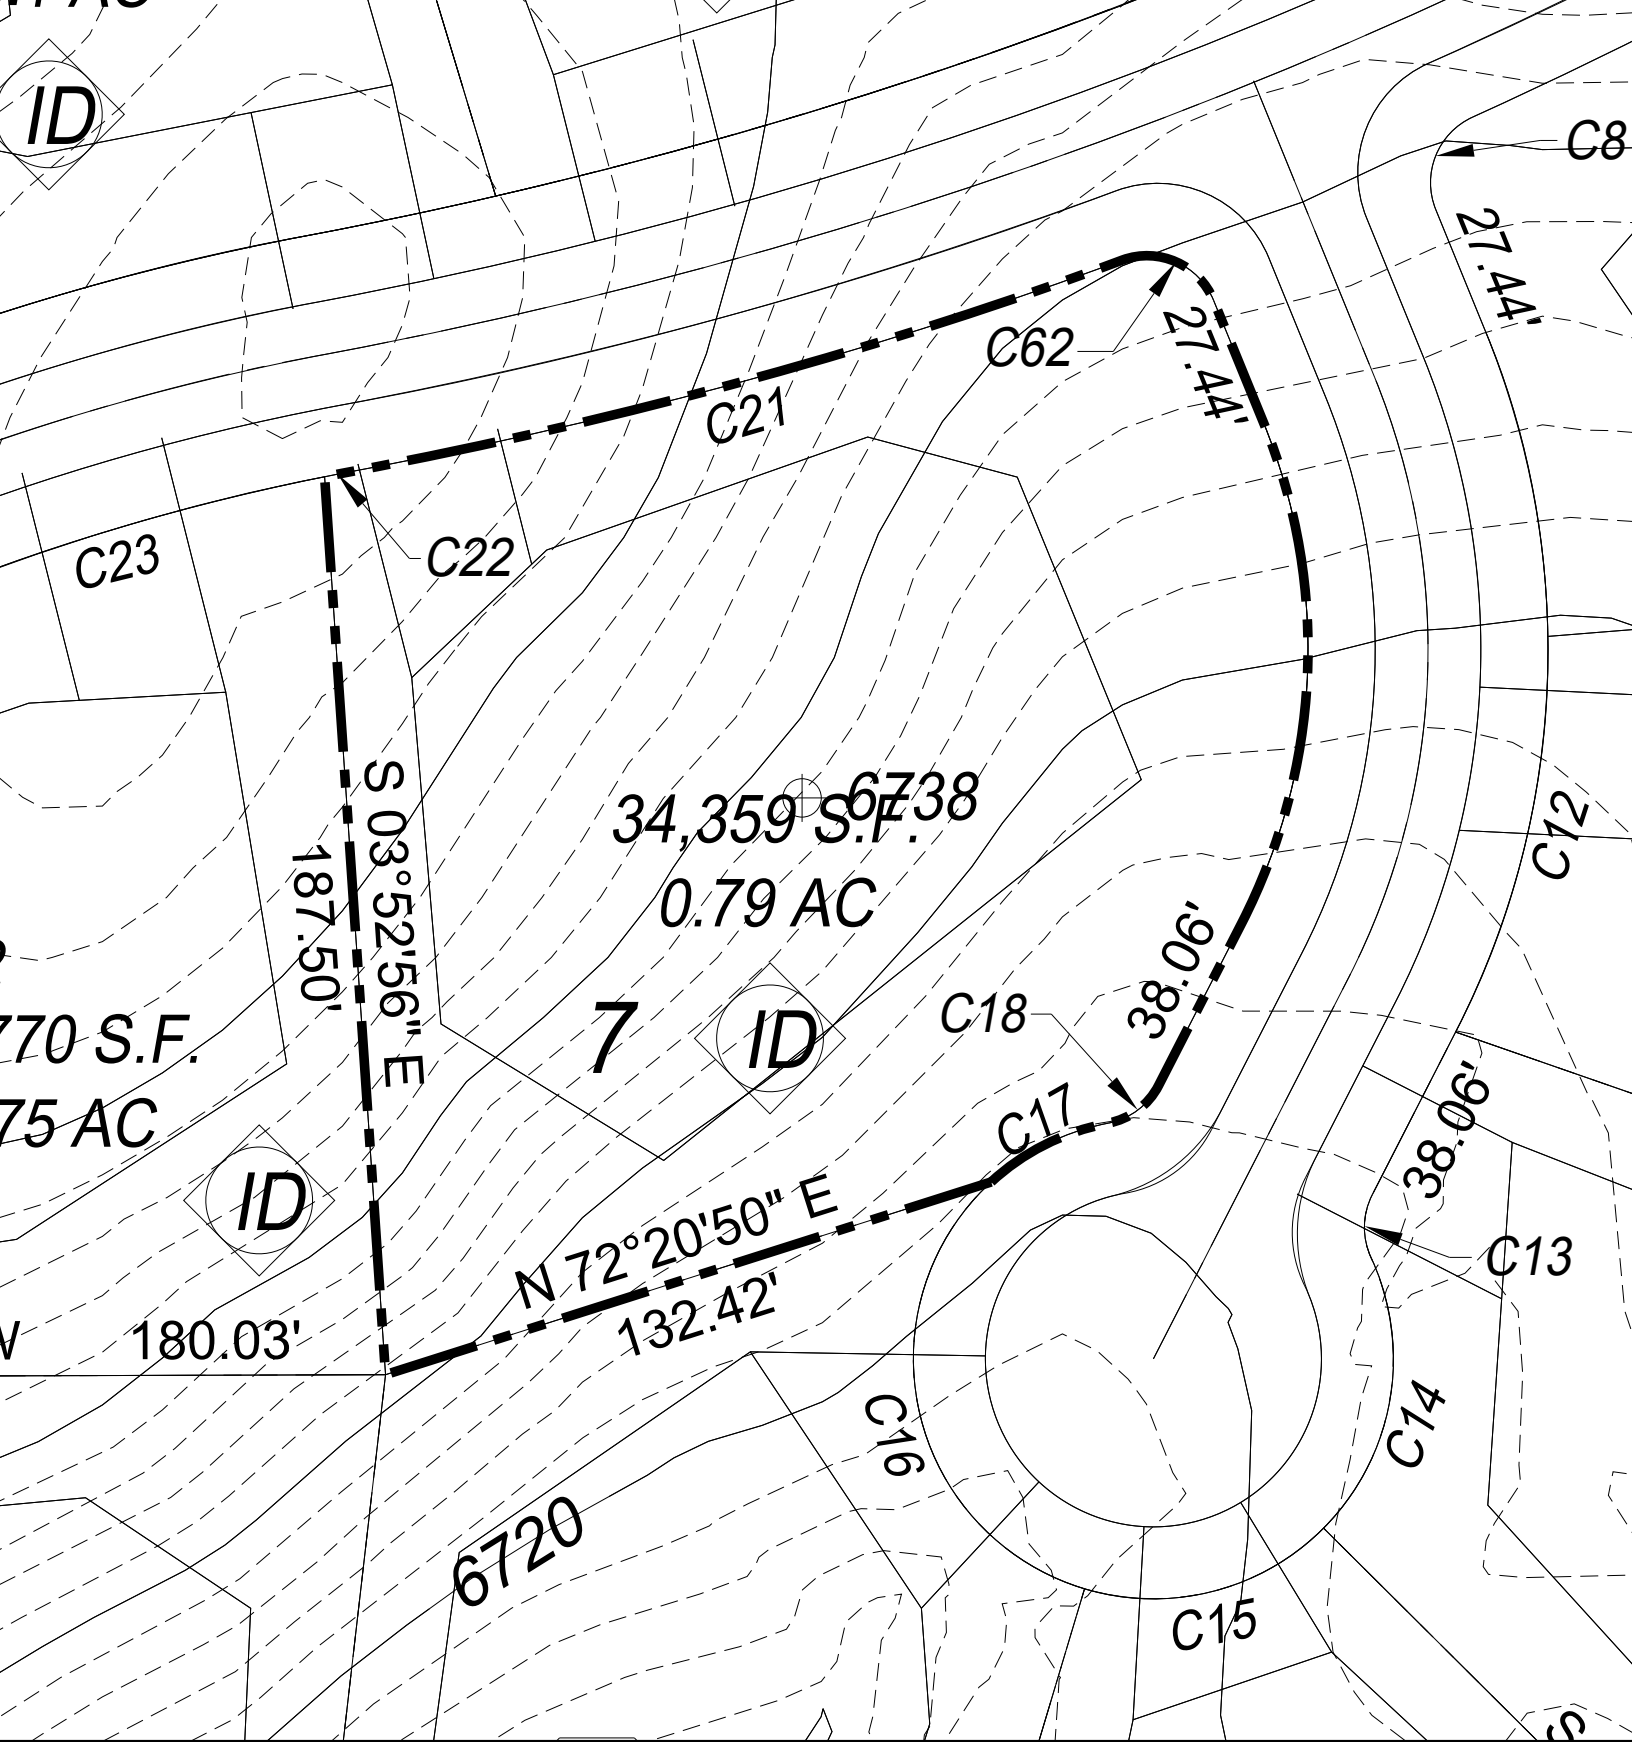 ID
C8
27.44'
C62
27.44'
C21
C23
C22
6738
34,359 S.F.
0.79 AC
C12
S 03°52'56" E
187.50'
38.06'
C18
7
ID
770 S.F.
75 AC
C17
38.06'
ID
N 72°20'50" E
132.42'
C13
180.03'
C16
C14
6720
C15